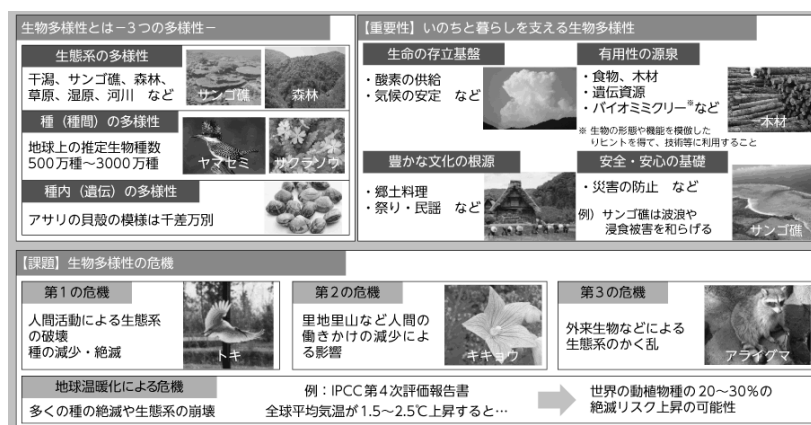 生物多様性とは－3つの多様性－
生態系の多様性
干潟、サンゴ礁、森林、
草原、湿原、河川 など
サンゴ礁
森林
種（種間）の多様性
地球上の推定生物種数
500万種～3000万種
ヤマセミ
サクラソウ
種内（遺伝）の多様性
アサリの貝殻の模様は千差万別
【重要性】いのちと暮らしを支える生物多様性
生命の存立基盤
・酸素の供給
・気候の安定 など
有用性の源泉
・食物、木材
・遺伝資源
・バイオミミクリー※など
木材
※ 生物の形態や機能を模倣した
りヒントを得て、技術等に利用すること
豊かな文化の根源
・郷土料理
・祭り・民謡 など
安全・安心の基礎
・災害の防止 など
例）サンゴ礁は波浪や
浸食被害を和らげる
サンゴ礁
【課題】生物多様性の危機
第1の危機
人間活動による生態系
の破壊
種の減少・絶滅
トキ
第2の危機
里地里山など人間の
働きかけの減少によ
る影響
キキョウ
第3の危機
外来生物などによる
生態系のかく乱
アライグマ
地球温暖化による危機
多くの種の絶滅や生態系の崩壊
例：IPCC第4次評価報告書
全球平均気温が1.5～2.5℃上昇すると…
世界の動植物種の20～30%の
絶滅リスク上昇の可能性